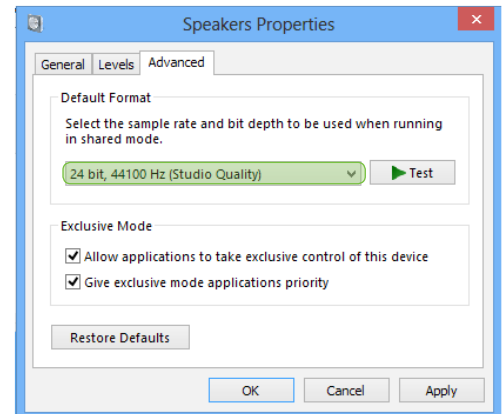 Speakers Properties
General Levels Advanced
Default Format
Select the sample rate and bit depth to be used when running
in shared mode.
24 bit, 44100 Hz (Studio Quality)
Test
Exclusive Mode
Allow applications to take exclusive control of this device
Give exclusive mode applications priority
Restore Defaults
OK Cancel Apply